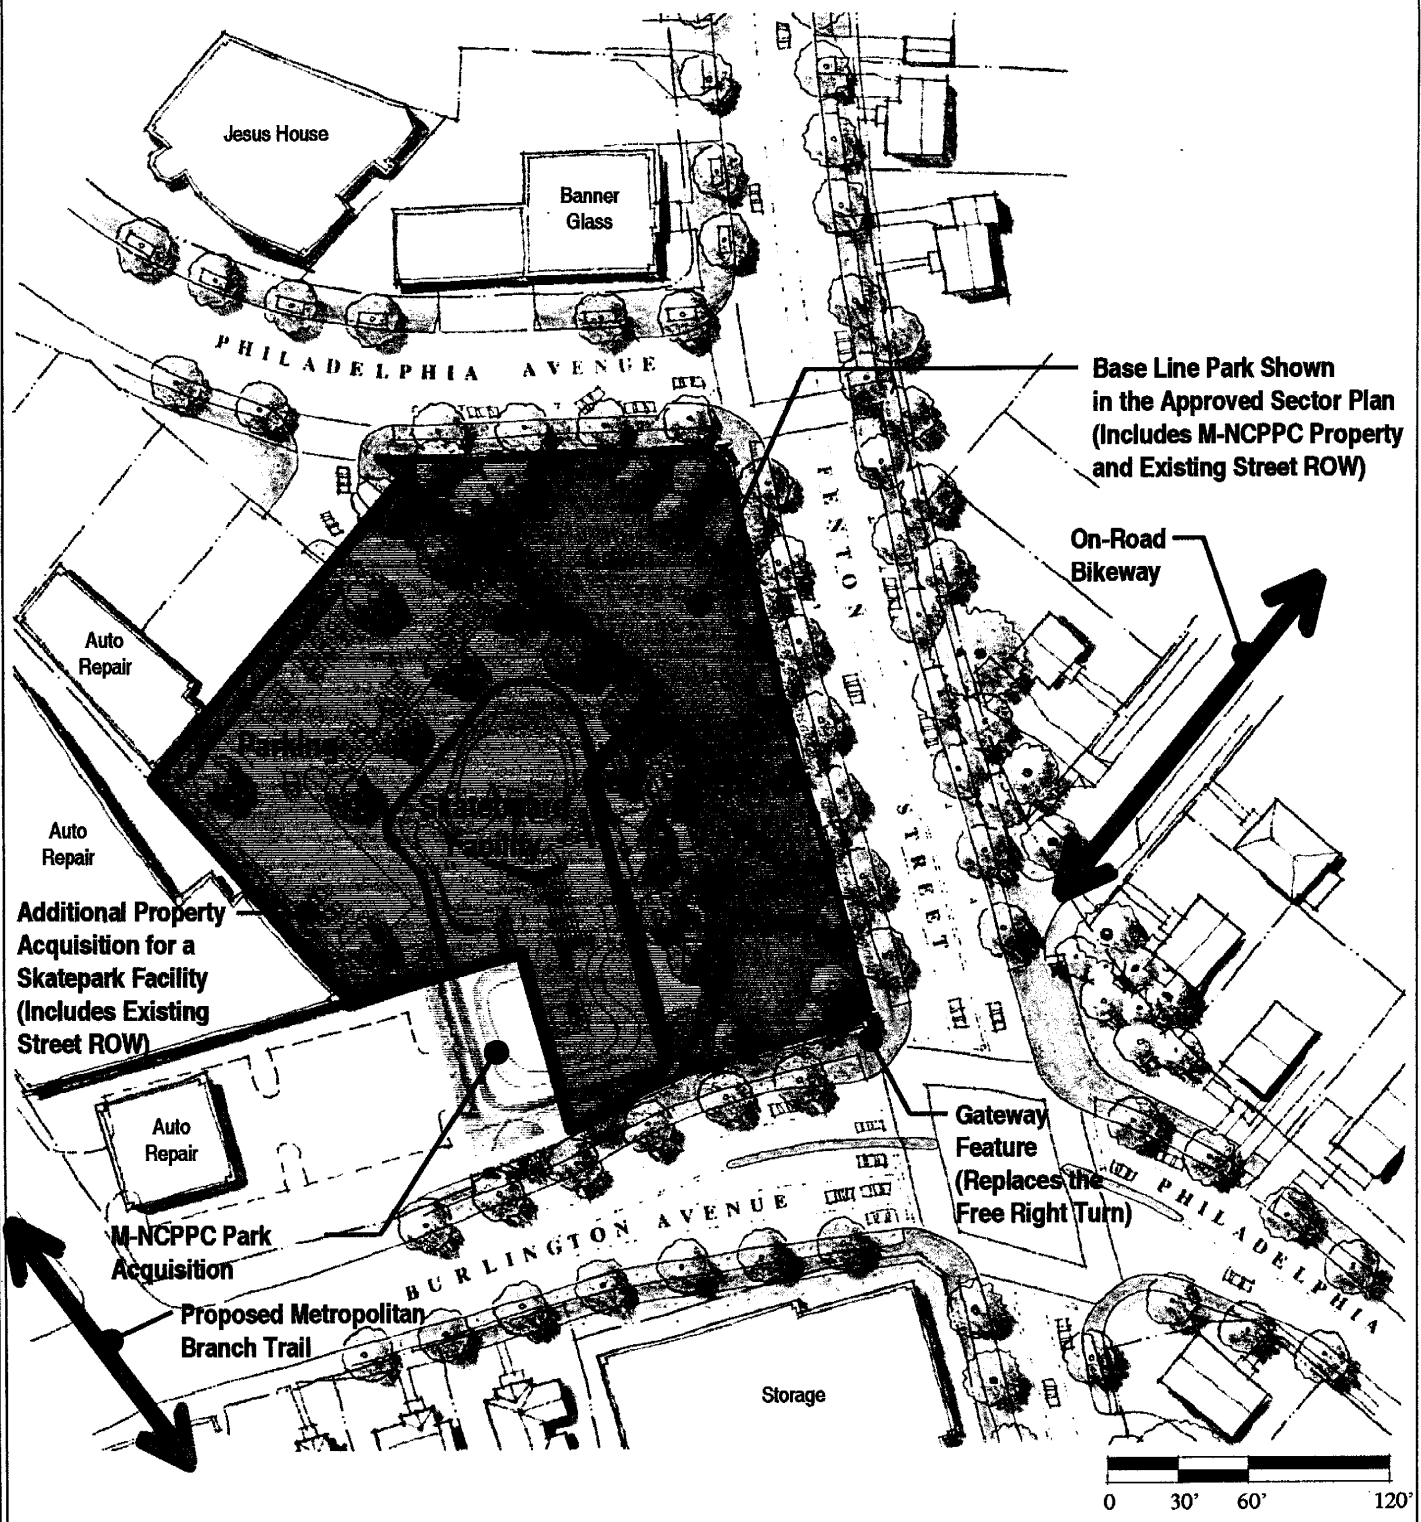 Jesus House
Banner
Glass
PHILADELPHIA AVENUE
Base Line Park Shown
in the Approved Sector Plan
(Includes M-NCPPC Property
and Existing Street ROW)
FENTON STREET
On-Road
Bikeway
Auto
Repair
Parking
Skatepark
Facility
Auto
Repair
Additional Property
Acquisition for a
Skatepark Facility
(Includes Existing
Street ROW)
Auto
Repair
Gateway
Feature
(Replaces the
Free Right Turn)
M-NCPPC Park
Acquisition
BURLINGTON AVENUE
PHILADELPHIA
Proposed Metropolitan
Branch Trail
Storage
0 30' 60' 120'